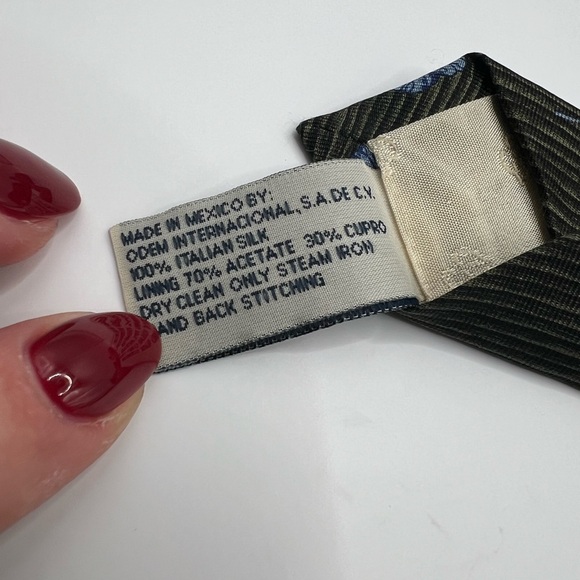 MADE IN MEXICO BY:
ODEM INTERNACIONAL, S.A. DE C.V.
100% ITALIAN SILK
LINING 70% ACETATE 30% CUPRO
DRY CLEAN ONLY STEAM IRON
AND BACK STITCHING